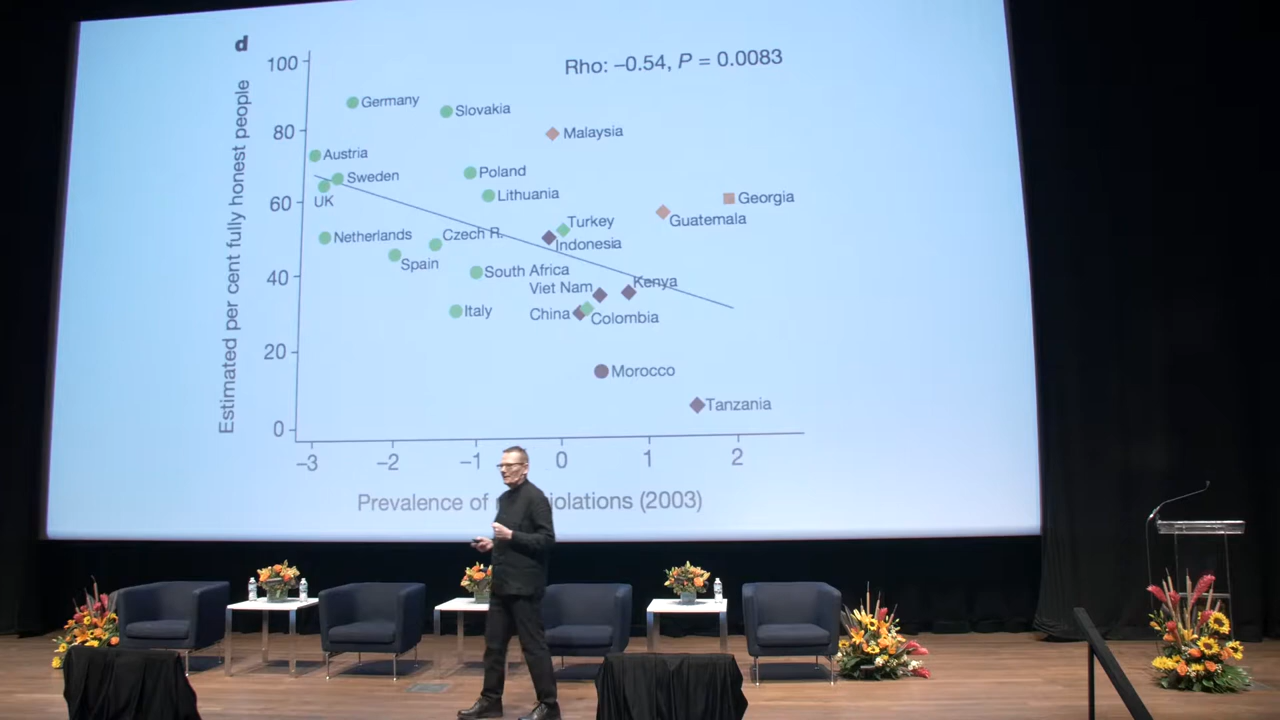 d
Rho: –0.54, P = 0.0083
Estimated per cent fully honest people
100
80
60
40
20
0
Germany
Slovakia
Malaysia
Austria
Sweden
UK
Poland
Lithuania
Georgia
Guatemala
Turkey
Indonesia
Netherlands
Czech R.
Spain
South Africa
Viet Nam
Kenya
Italy
China
Colombia
Morocco
Tanzania
–3
–2
–1
0
1
2
Prevalence of
(2003)